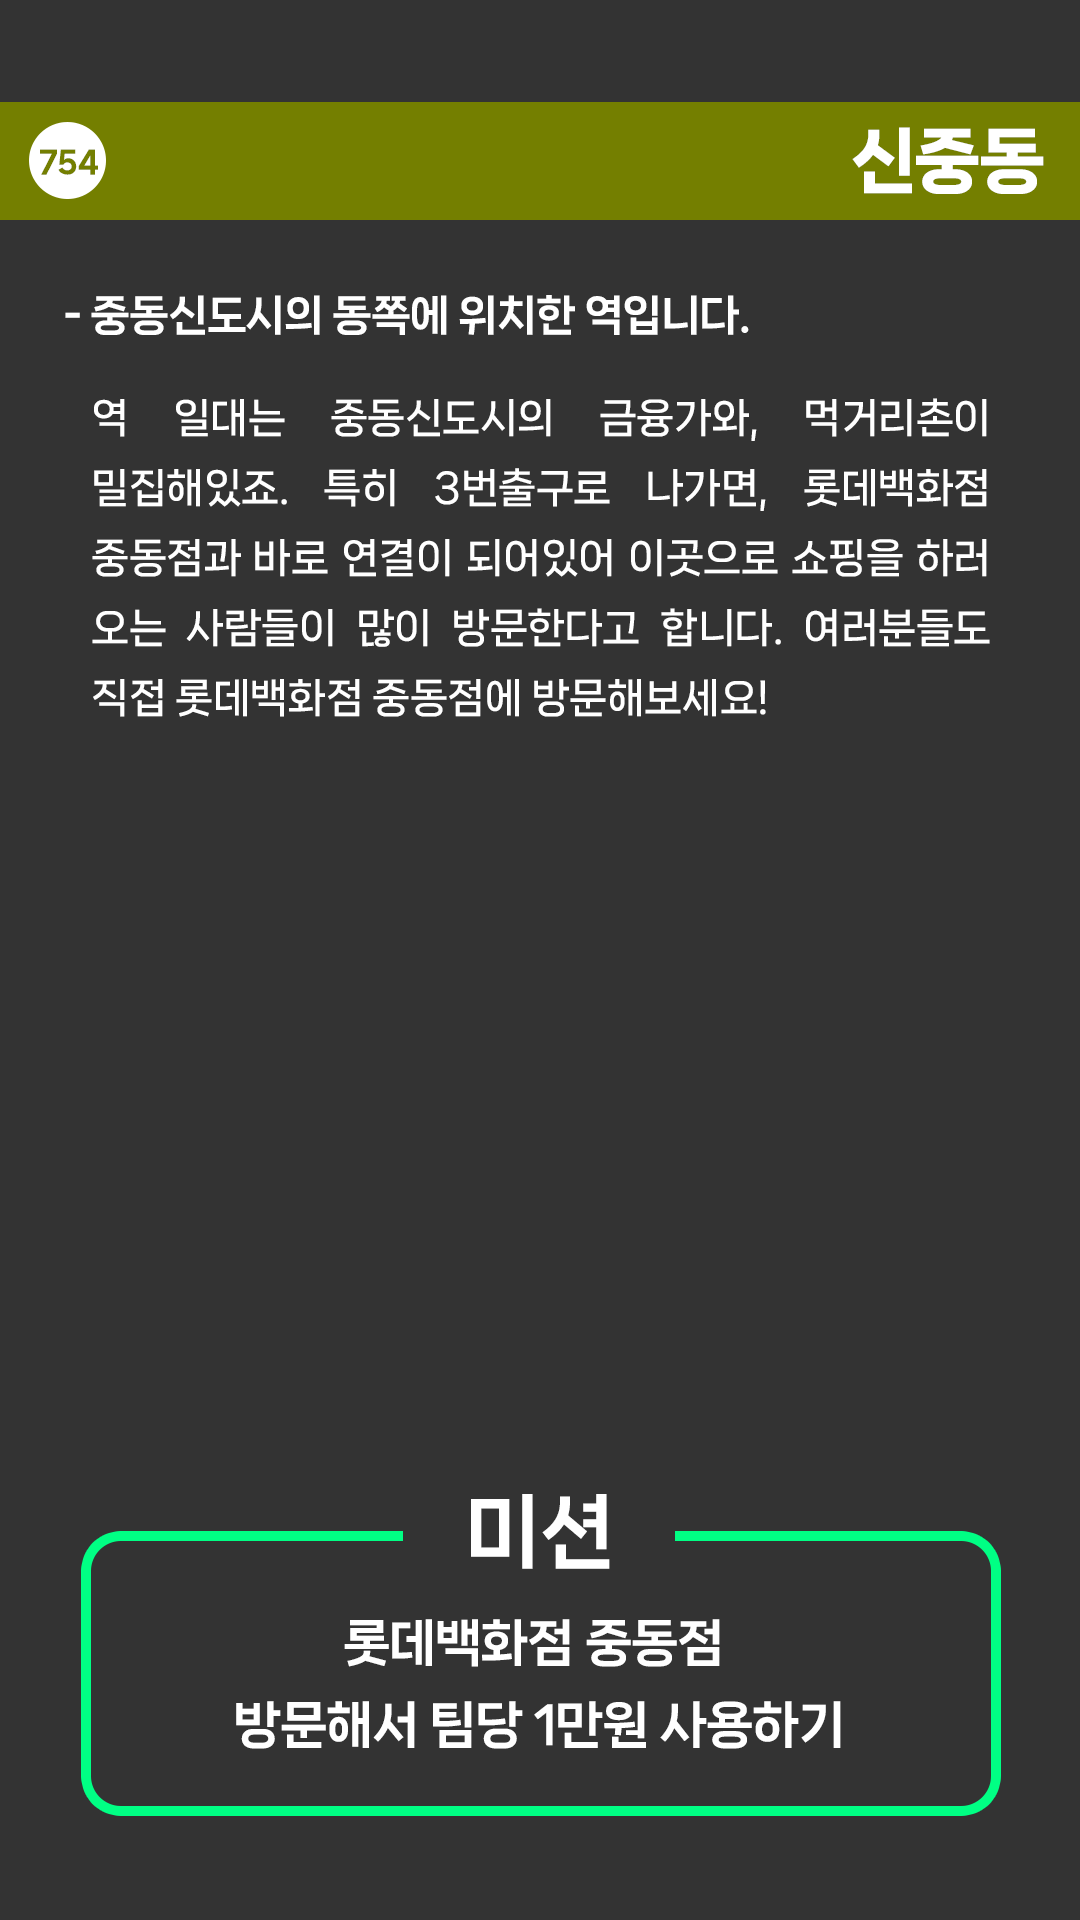 754
신중동
- 중동신도시의 동쪽에 위치한 역입니다.
역 일대는 중동신도시의 금융가와, 먹거리촌이
밀집해있죠. 특히 3번출구로 나가면, 롯데백화점
중동점과 바로 연결이 되어있어 이곳으로 쇼핑을 하러
오는 사람들이 많이 방문한다고 합니다. 여러분들도
직접 롯데백화점 중동점에 방문해보세요!
미션
롯데백화점 중동점
방문해서 팀당 1만원 사용하기